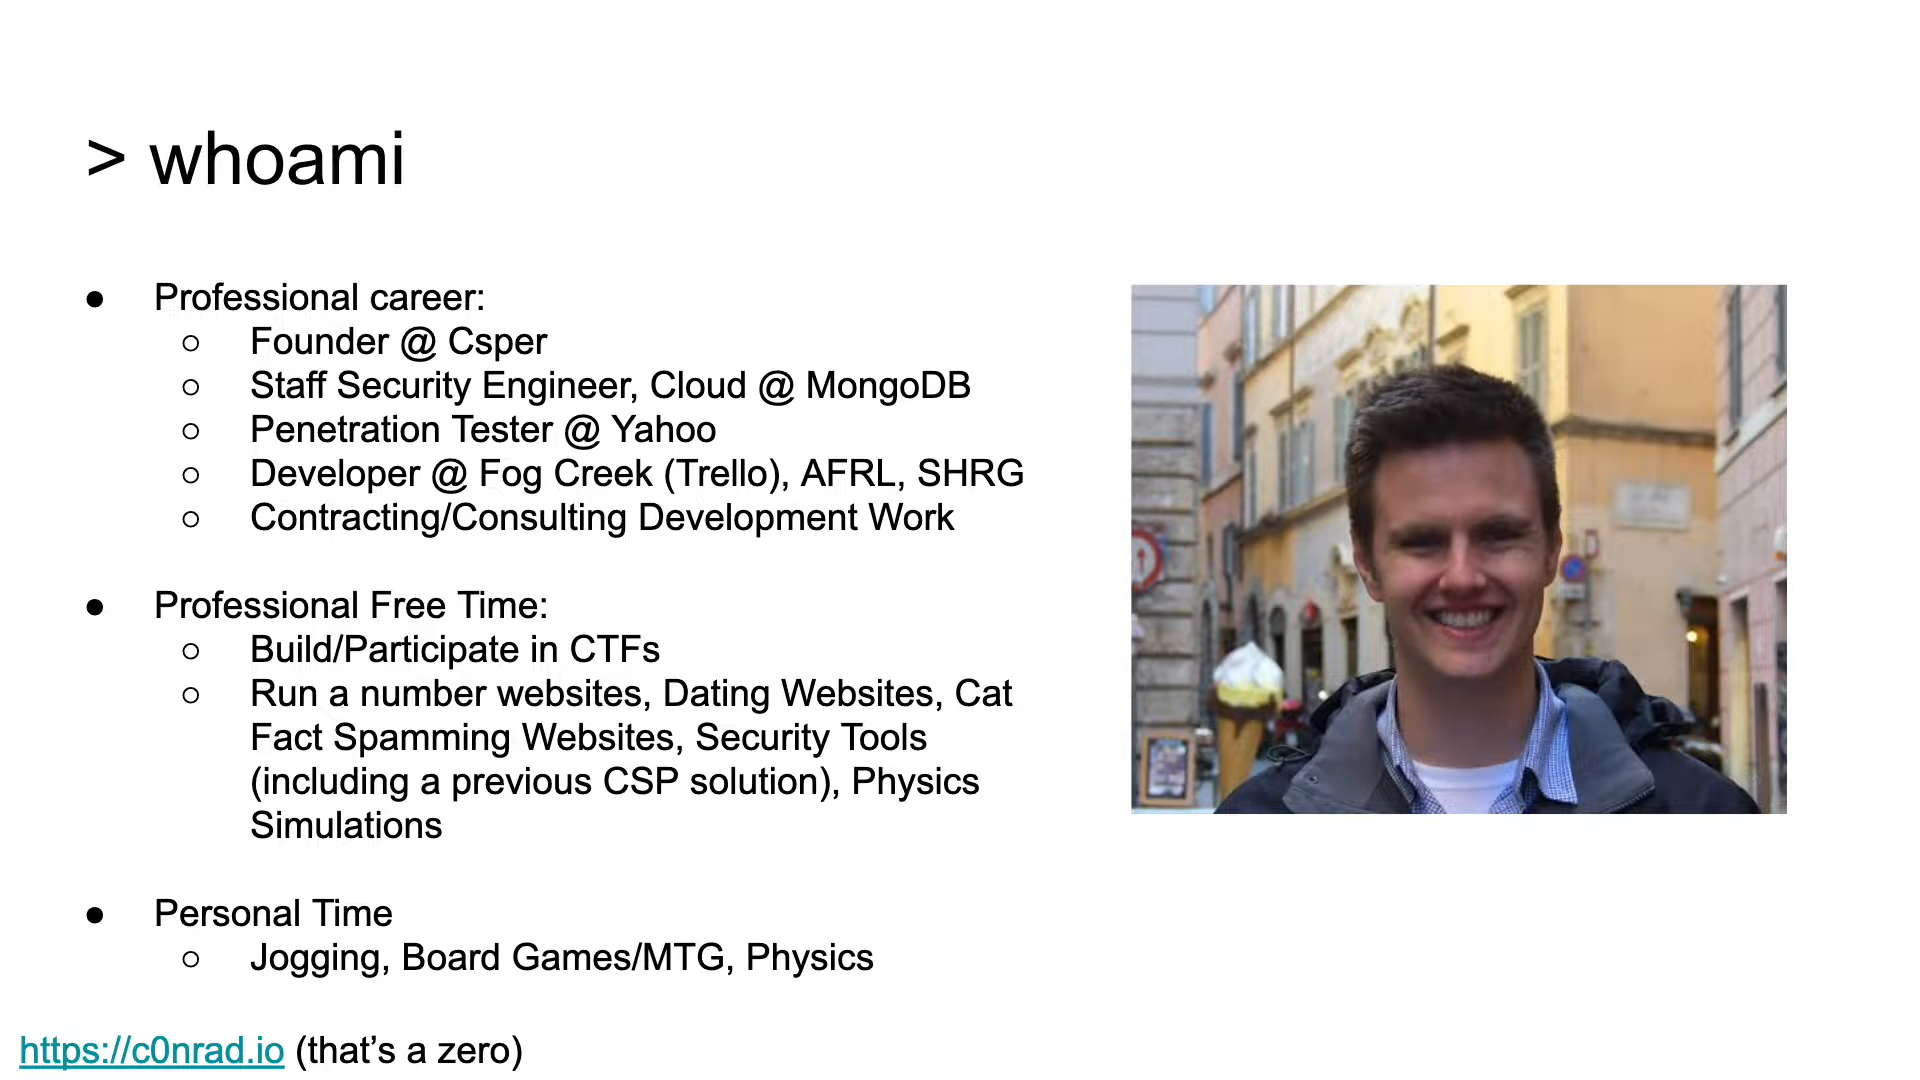 > whoami
● Professional career:
○ Founder @ Csper
○ Staff Security Engineer, Cloud @ MongoDB
○ Penetration Tester @ Yahoo
○ Developer @ Fog Creek (Trello), AFRL, SHRG
○ Contracting/Consulting Development Work
● Professional Free Time:
○ Build/Participate in CTFs
○ Run a number websites, Dating Websites, Cat
Fact Spamming Websites, Security Tools
(including a previous CSP solution), Physics
Simulations
● Personal Time
○ Jogging, Board Games/MTG, Physics
https://c0nrad.io (that’s a zero)